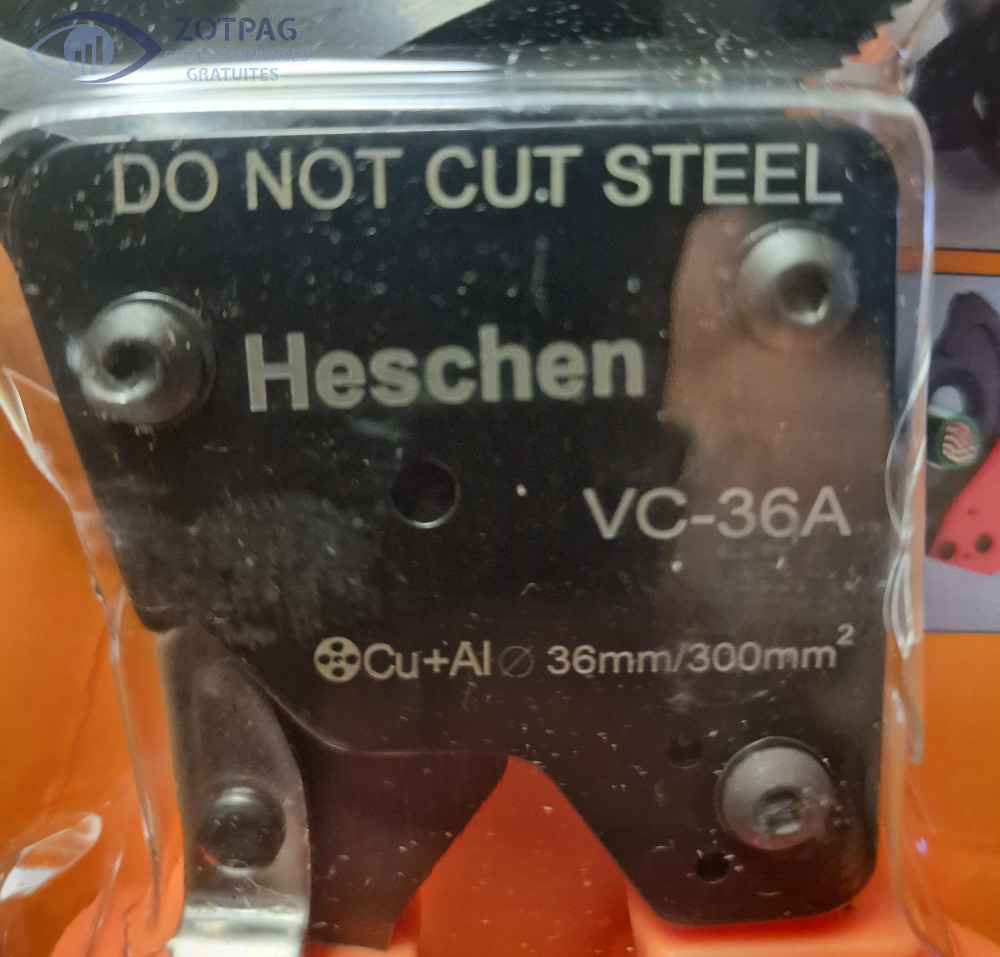 ZOTPAG
GRATUITES
DO NOT CUT STEEL
Heschen
VC-36A
Cu+Al⌀ 36mm/300mm²